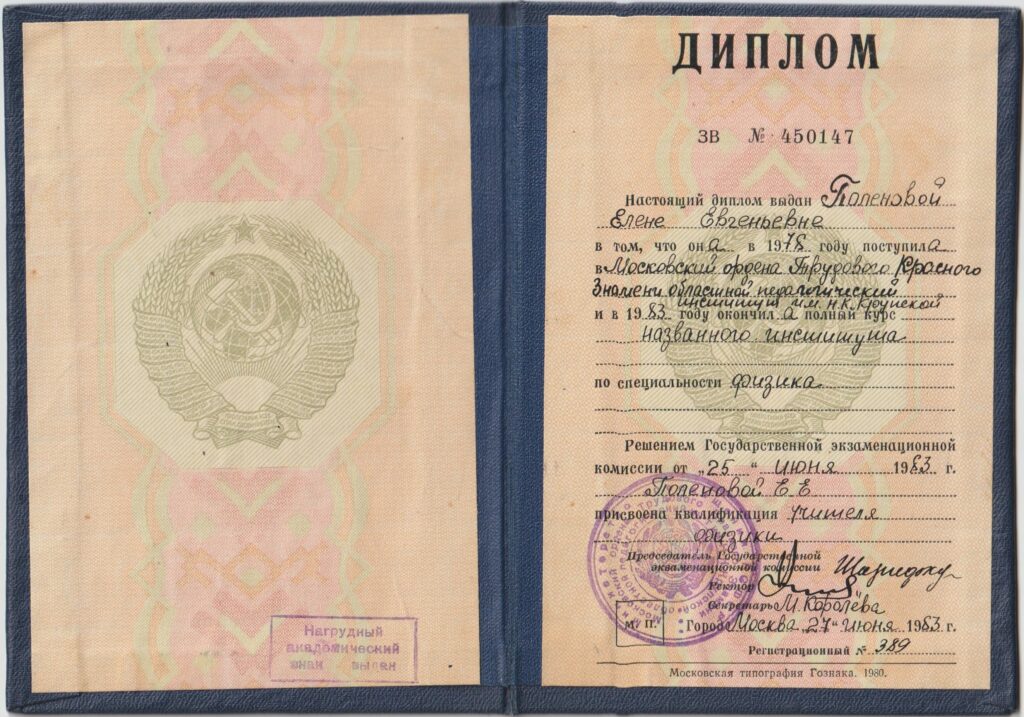 Нагрудный
академический
знак выдан
ДИПЛОМ
ЗВ № 450147
Настоящий диплом выдан Поленовой
Елене Евгеньевне
в том, что она в 1978 году поступила
в Московский ордена Трудового Красного
Знамени областной педагогический
институт им. Н.К. Крупской
и в 1983 году окончила полный курс
названного института
по специальности физика
Решением Государственной экзаменационной
комиссии от „25“ июня 1983 г.
Поленовой Е.Е.
присвоена квалификация учителя
физики
Председатель Государственной
экзаменационной комиссии
Ректор
Секретарь М. Королёва
М. П. Город Москва „27“ июня 1983 г.
Регистрационный № 389
Московская типография Гознака. 1980.